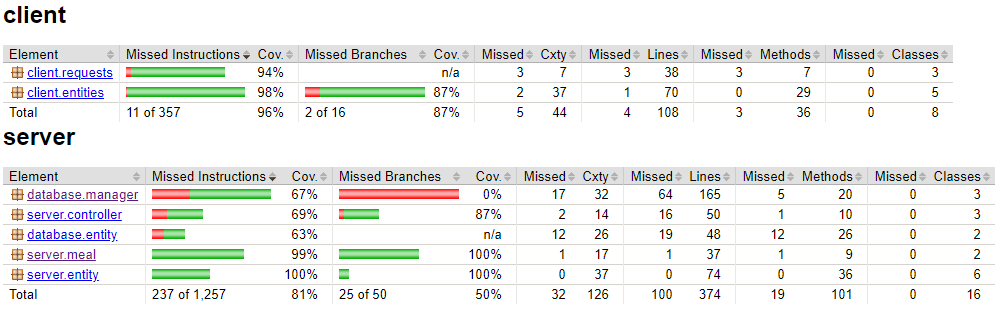 client
Element Missed Instructions Cov. Missed Branches Cov. Missed Cxty Missed Lines Missed Methods Missed Classes
client.requests 94% n/a 3 7 3 38 3 7 0 3
client.entities 98% 87% 2 37 1 70 0 29 0 5
Total 11 of 357 96% 2 of 16 87% 5 44 4 108 3 36 0 8
server
Element Missed Instructions Cov. Missed Branches Cov. Missed Cxty Missed Lines Missed Methods Missed Classes
database.manager 67% 0% 17 32 64 165 5 20 0 3
server.controller 69% 87% 2 14 16 50 1 10 0 3
database.entity 63% n/a 12 26 19 48 12 26 0 2
server.meal 99% 100% 1 17 1 37 1 9 0 2
server.entity 100% 100% 0 37 0 74 0 36 0 6
Total 237 of 1,257 81% 25 of 50 50% 32 126 100 374 19 101 0 16